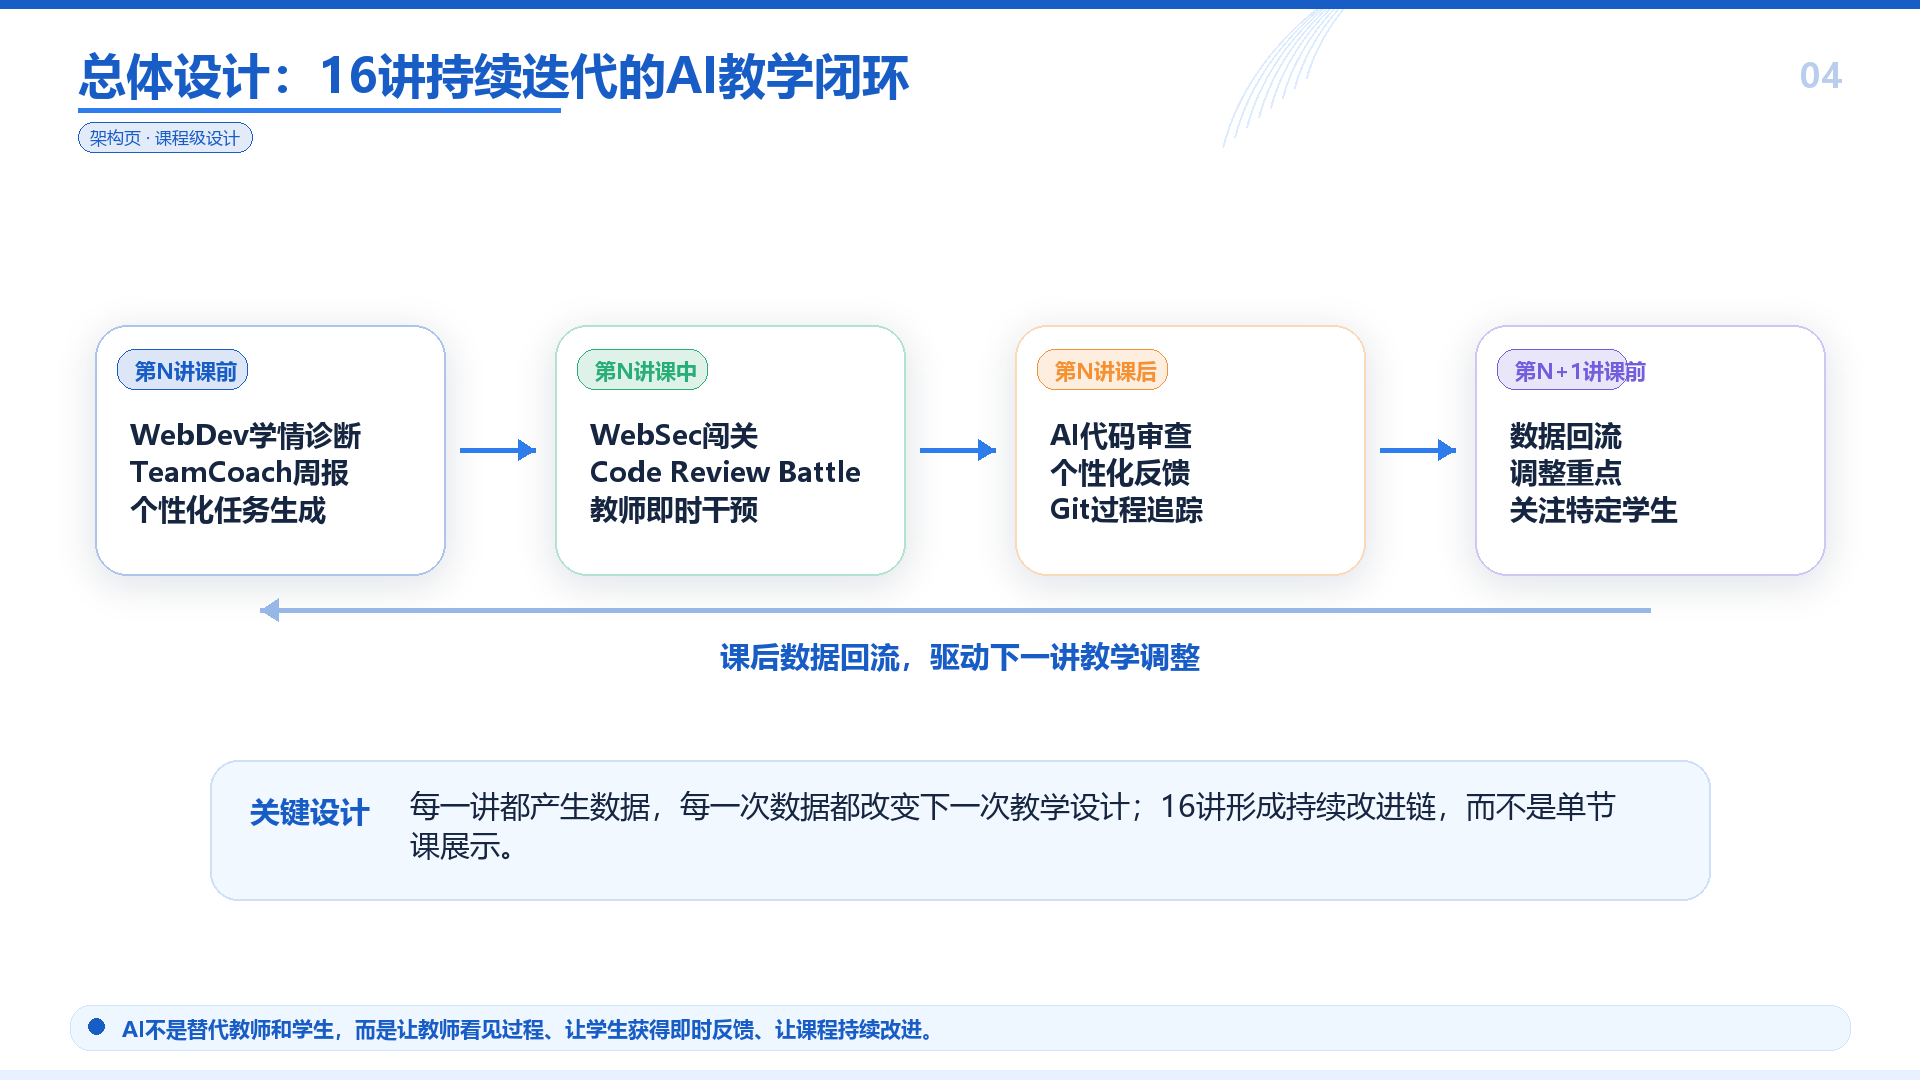 总体设计：16讲持续迭代的AI教学闭环
04
架构页 · 课程级设计
第N讲课前
WebDev学情诊断
TeamCoach周报
个性化任务生成
第N讲课中
WebSec闯关
Code Review Battle
教师即时干预
第N讲课后
AI代码审查
个性化反馈
Git过程追踪
第N+1讲课前
数据回流
调整重点
关注特定学生
课后数据回流，驱动下一讲教学调整
关键设计
每一讲都产生数据，每一次数据都改变下一次教学设计；16讲形成持续改进链，而不是单节
课展示。
AI不是替代教师和学生，而是让教师看见过程、让学生获得即时反馈、让课程持续改进。